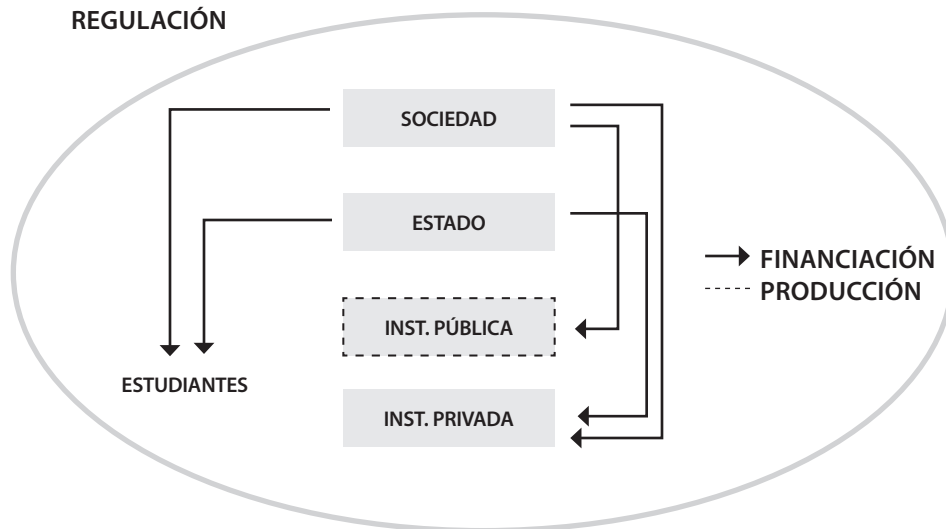 REGULACIÓN
SOCIEDAD
ESTADO
FINANCIACIÓN
PRODUCCIÓN
INST. PÚBLICA
ESTUDIANTES
INST. PRIVADA